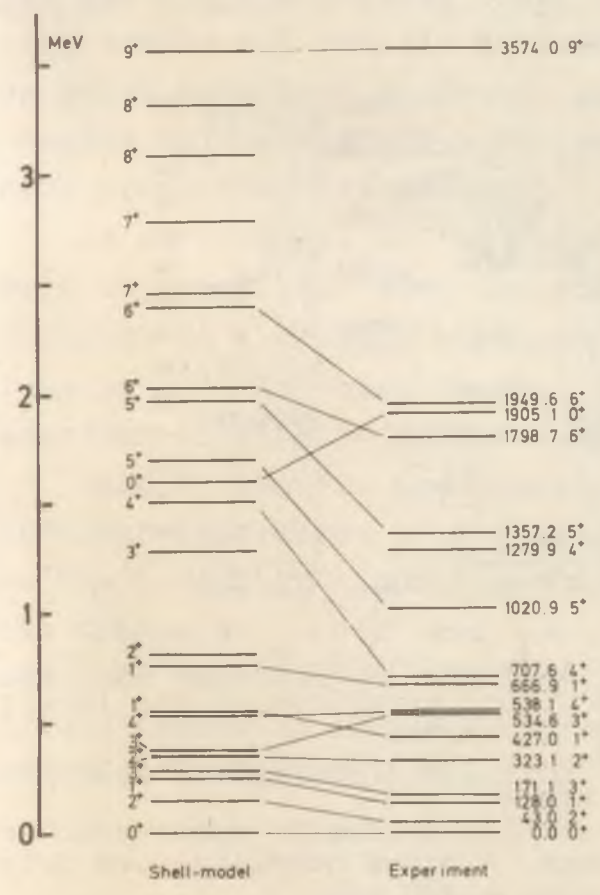 MeV
9⁺ 3574 0 9⁺
8⁺
8⁺
3
7⁺
7⁺
6⁺
2
6⁺ 1949.6 6⁺
5⁺ 1905 1 0⁺
1798 7 6⁺
5⁺
0⁺
4⁺
1357.2 5⁺
3⁺ 1279 9 4⁺
1020.9 5⁺
1
2⁺
1⁺ 707.6 4⁺
666.9 1⁺
1⁺ 538.1 4⁺
4⁺ 534.6 3⁺
427.0 1⁺
323.1 2⁺
171.1 3⁺
1⁺ 128.0 1⁺
2⁺ 43.0 2⁺
0 0⁺ 0.0 0⁺
Shell-model Experiment